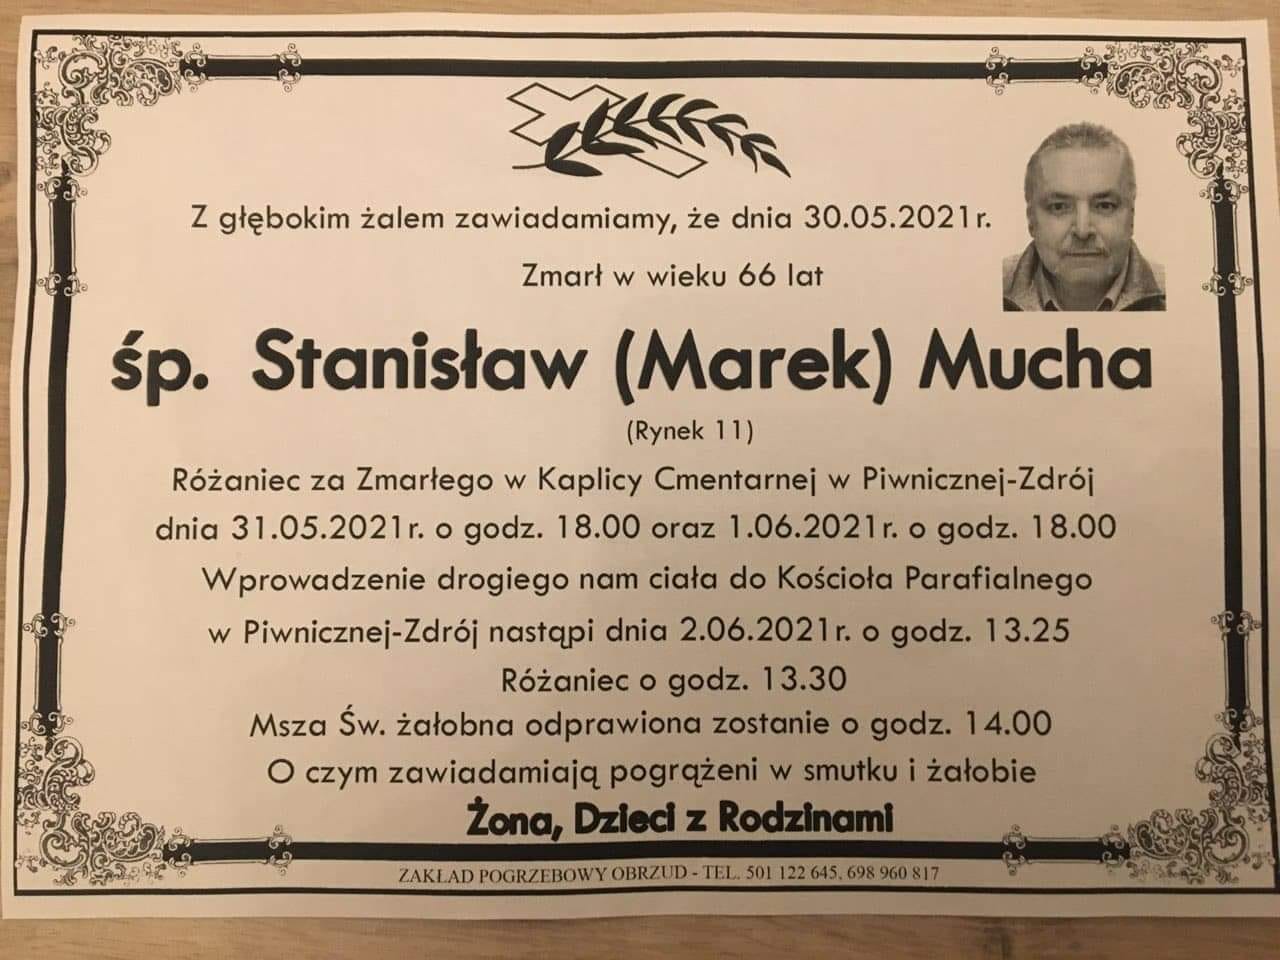 Z głębokim żalem zawiadamiamy, że dnia 30.05.2021r.
Zmarł w wieku 66 lat
śp. Stanisław (Marek) Mucha
(Rynek 11)
Różaniec za Zmarłego w Kaplicy Cmentarnej w Piwnicznej-Zdrój
dnia 31.05.2021r. o godz. 18.00 oraz 1.06.2021r. o godz. 18.00
Wprowadzenie drogiego nam ciała do Kościoła Parafialnego
w Piwnicznej-Zdrój nastąpi dnia 2.06.2021r. o godz. 13.25
Różaniec o godz. 13.30
Msza Św. żałobna odprawiona zostanie o godz. 14.00
O czym zawiadamiają pogrążeni w smutku i żałobie
Żona, Dzieci z Rodzinami
ZAKŁAD POGRZEBOWY OBRZUD - TEL. 501 122 645, 698 960 817